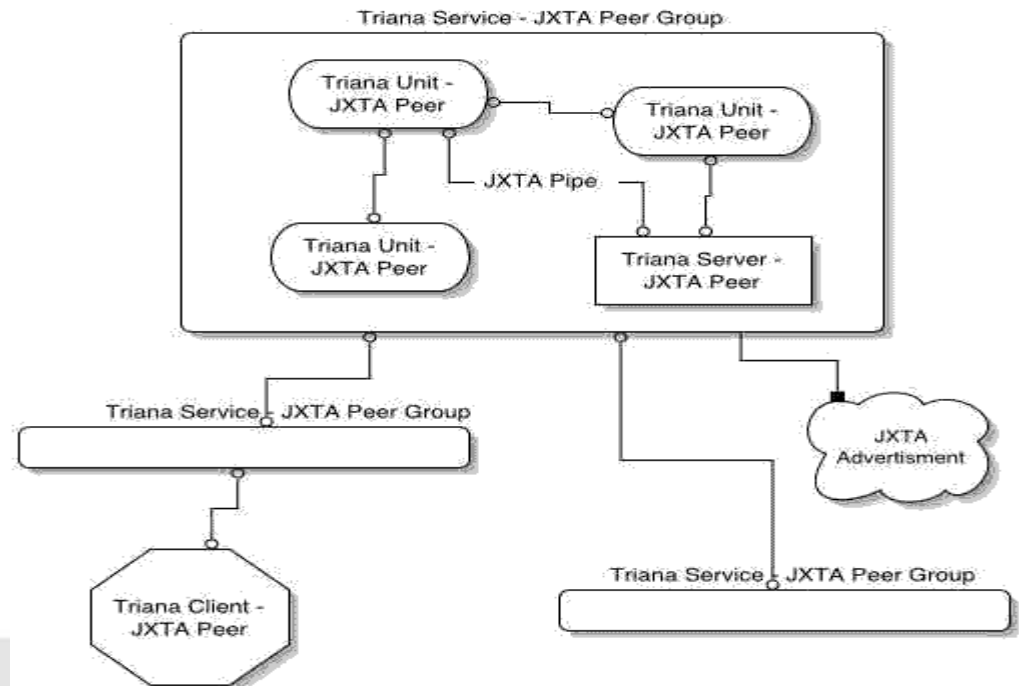 Triana Service - JXTA Peer Group
Triana Unit -
JXTA Peer
Triana Unit -
JXTA Peer
JXTA Pipe
Triana Unit -
JXTA Peer
Triana Server -
JXTA Peer
Triana Service - JXTA Peer Group
JXTA
Advertisment
Triana Service - JXTA Peer Group
Triana Client -
JXTA Peer